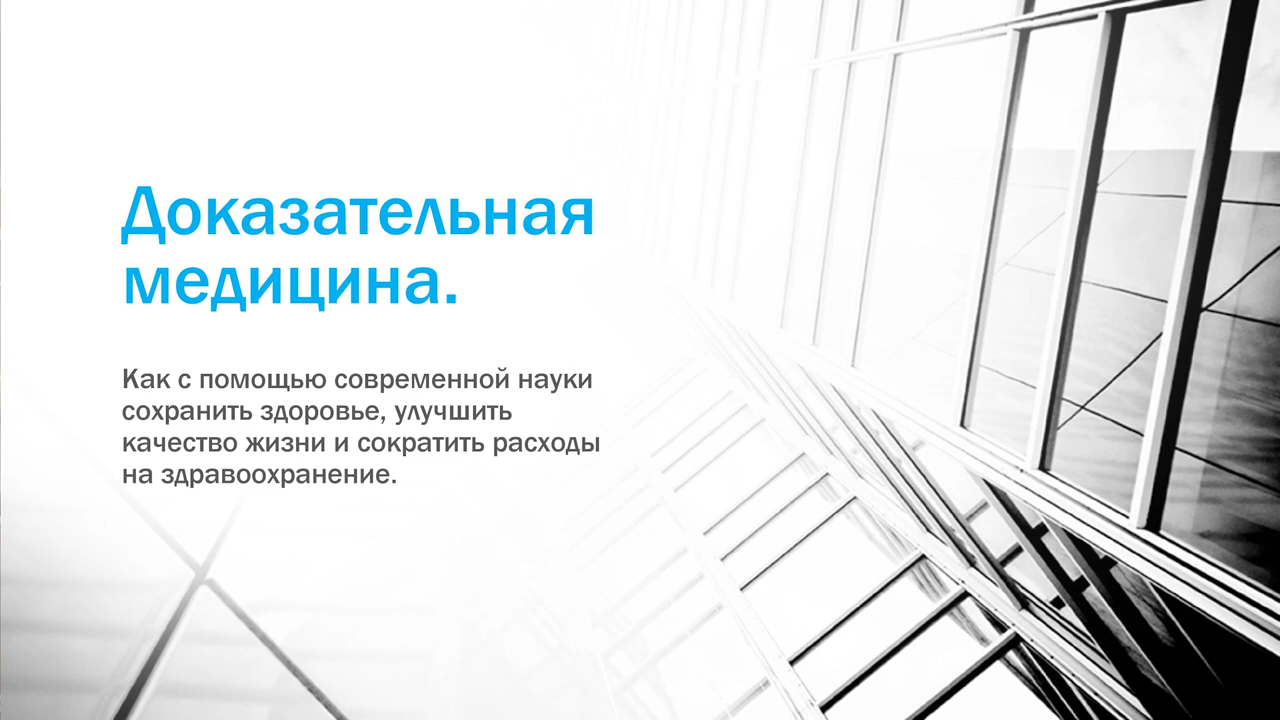 Доказательная
медицина.
Как с помощью современной науки
сохранить здоровье, улучшить
качество жизни и сократить расходы
на здравоохранение.